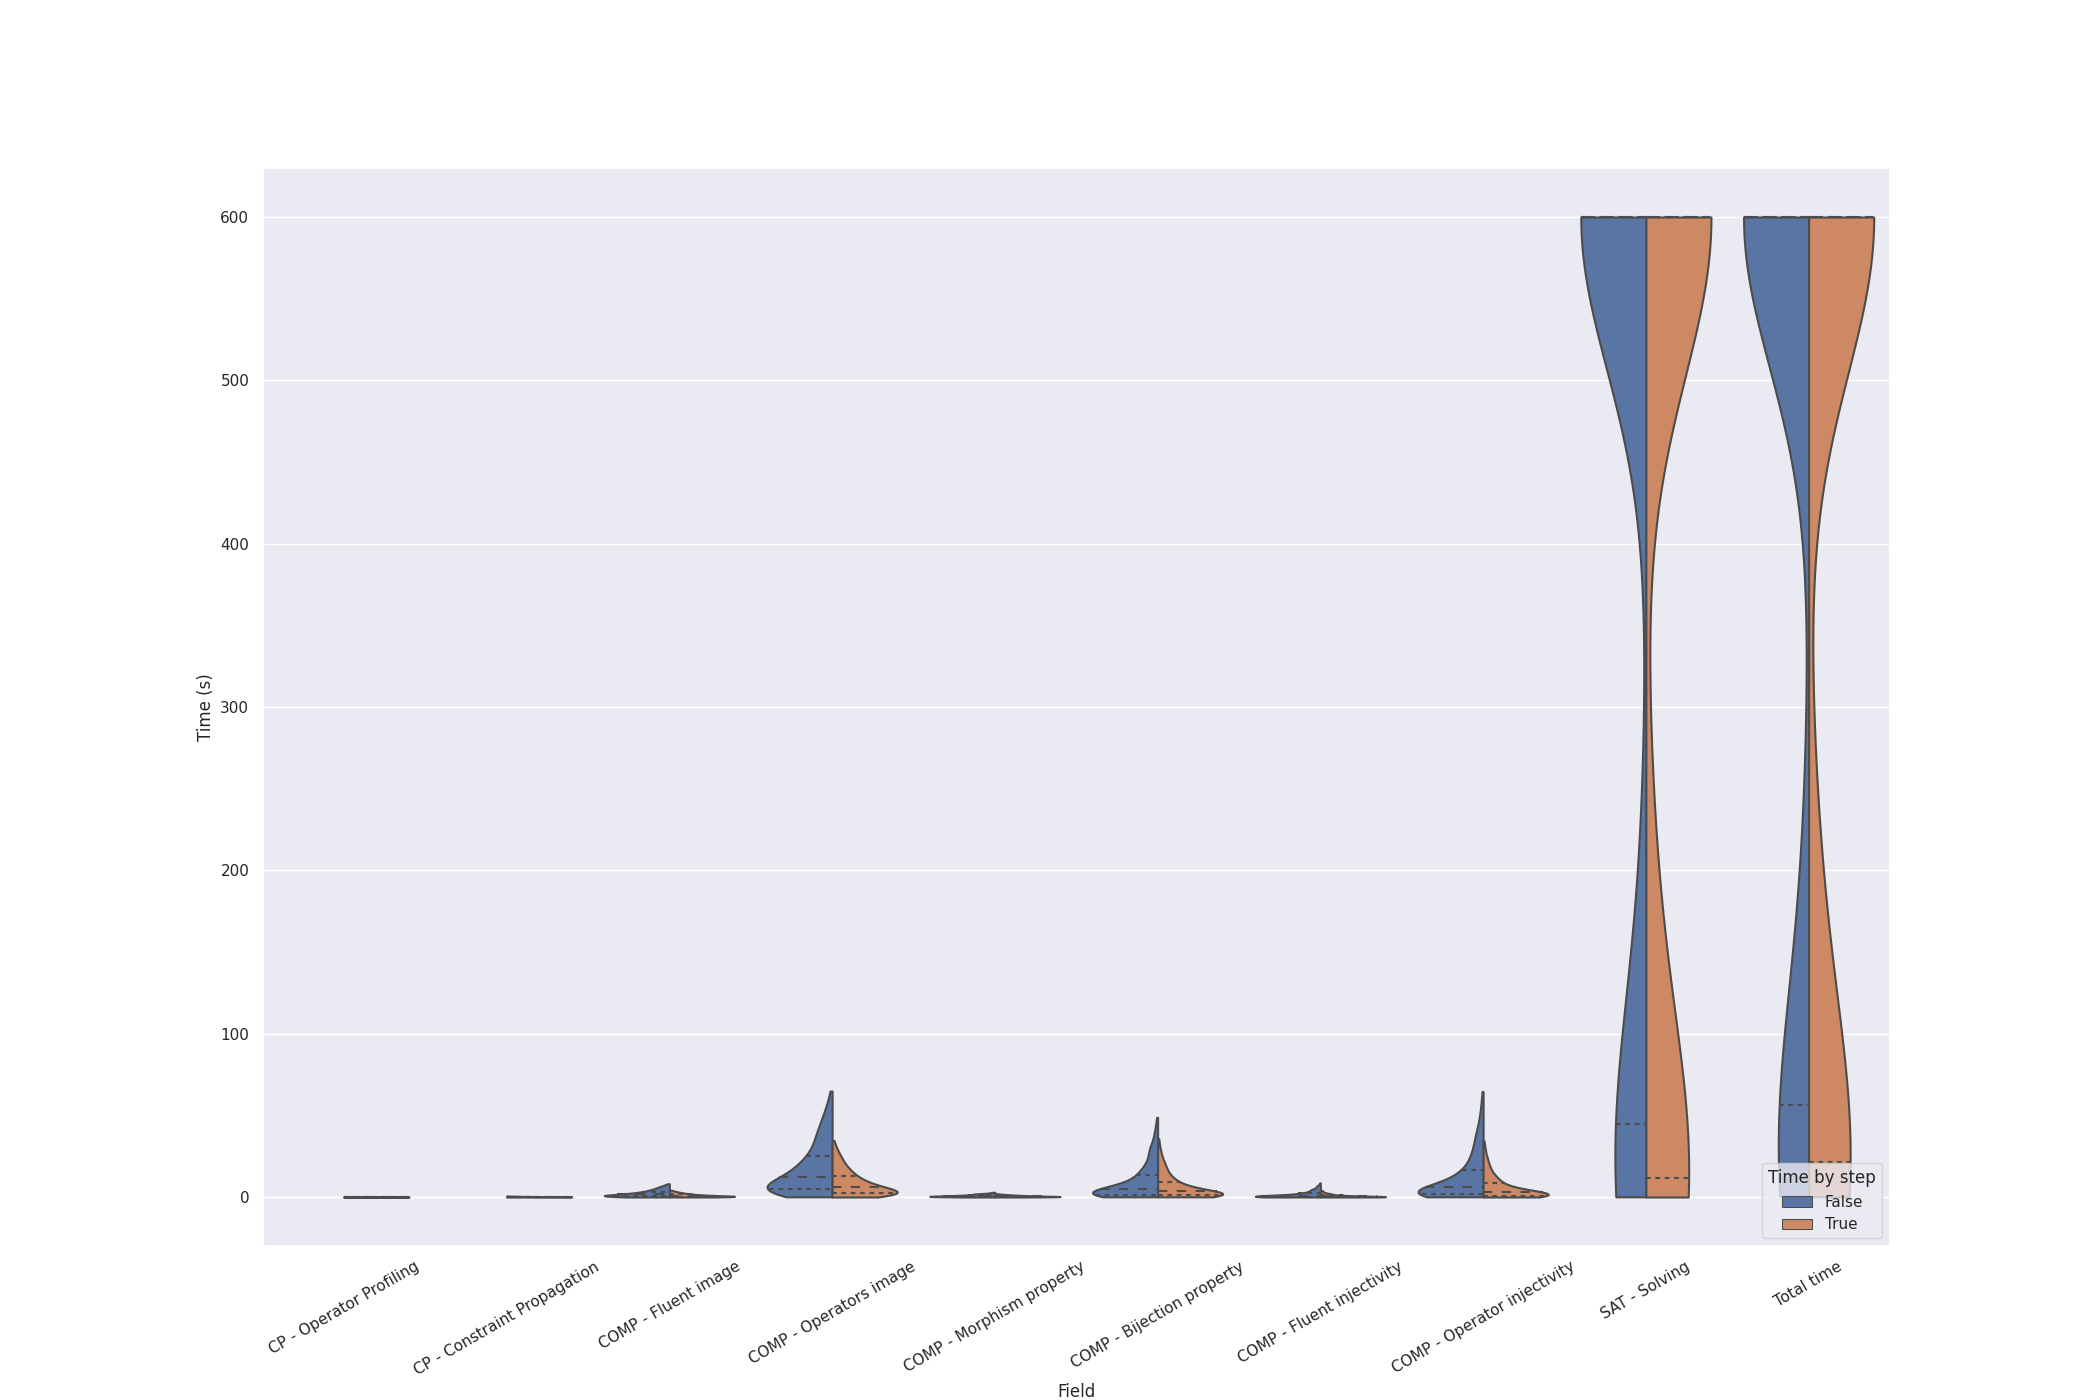 600
500
400
300
200
100
0
Time (s)
Time by step
False
True
CP - Operator Profiling
CP - Constraint Propagation
COMP - Fluent image
COMP - Operators image
COMP - Morphism property
COMP - Bijection property
COMP - Fluent injectivity
COMP - Operator injectivity
SAT - Solving
Total time
Field